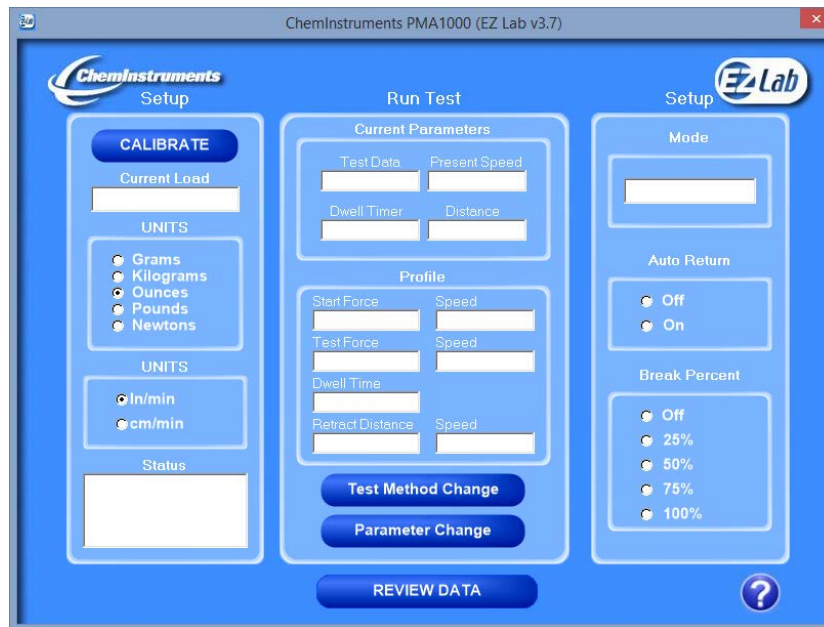 ChemInstruments PMA1000 (EZ Lab v3.7)
ChemInstruments
EZ Lab
Setup
Run Test
Setup
CALIBRATE
Current Load
UNITS
Grams
Kilograms
Ounces
Pounds
Newtons
UNITS
In/min
cm/min
Status
Current Parameters
Test Data Present Speed
Dwell Timer Distance
Profile
Start Force Speed
Test Force Speed
Dwell Time
Retract Distance Speed
Test Method Change
Parameter Change
REVIEW DATA
Mode
Auto Return
Off
On
Break Percent
Off
25%
50%
75%
100%
?